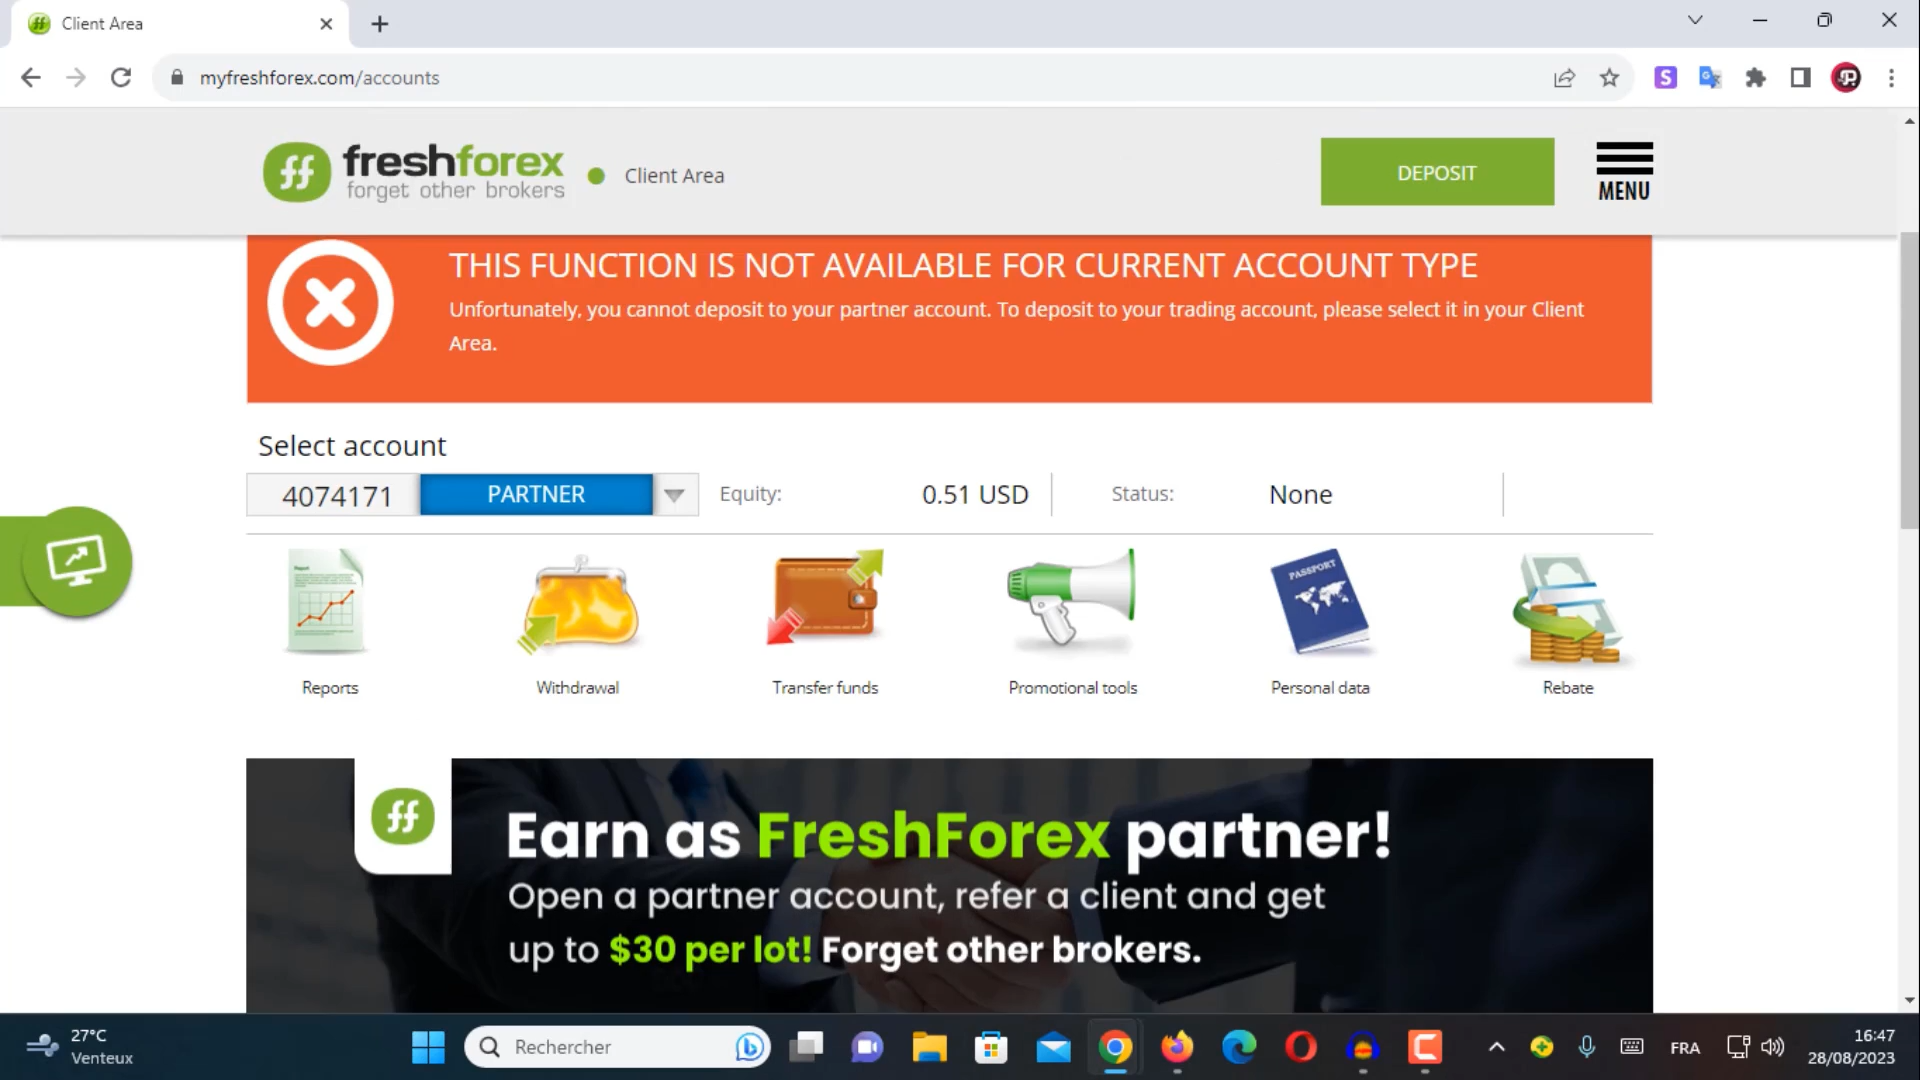 Client Area
myfreshforex.com/accounts
freshforex
forget other brokers
Client Area
DEPOSIT
MENU
THIS FUNCTION IS NOT AVAILABLE FOR CURRENT ACCOUNT TYPE
Unfortunately, you cannot deposit to your partner account. To deposit to your trading account, please select it in your Client
Area.
Select account
4074171 PARTNER Equity: 0.51 USD Status: None
Report
PASSPORT
Reports Withdrawal Transfer funds Promotional tools Personal data Rebate
ff
Earn as FreshForex partner!
Open a partner account, refer a client and get
up to $30 per lot! Forget other brokers.
27°C
Venteux
Rechercher
FRA
16:47
28/08/2023